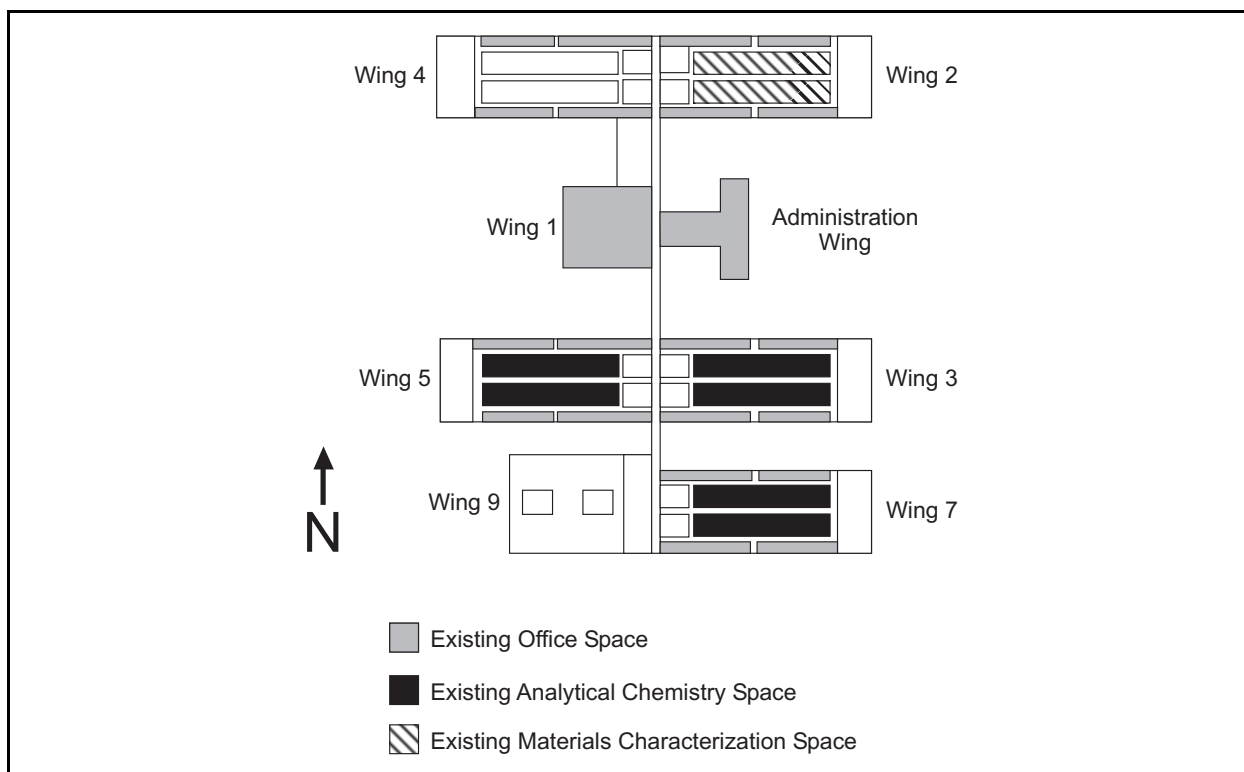 Wing 4
Wing 2
Wing 1
Administration
Wing
Wing 5
Wing 3
Wing 9
Wing 7
N
Existing Office Space
Existing Analytical Chemistry Space
Existing Materials Characterization Space